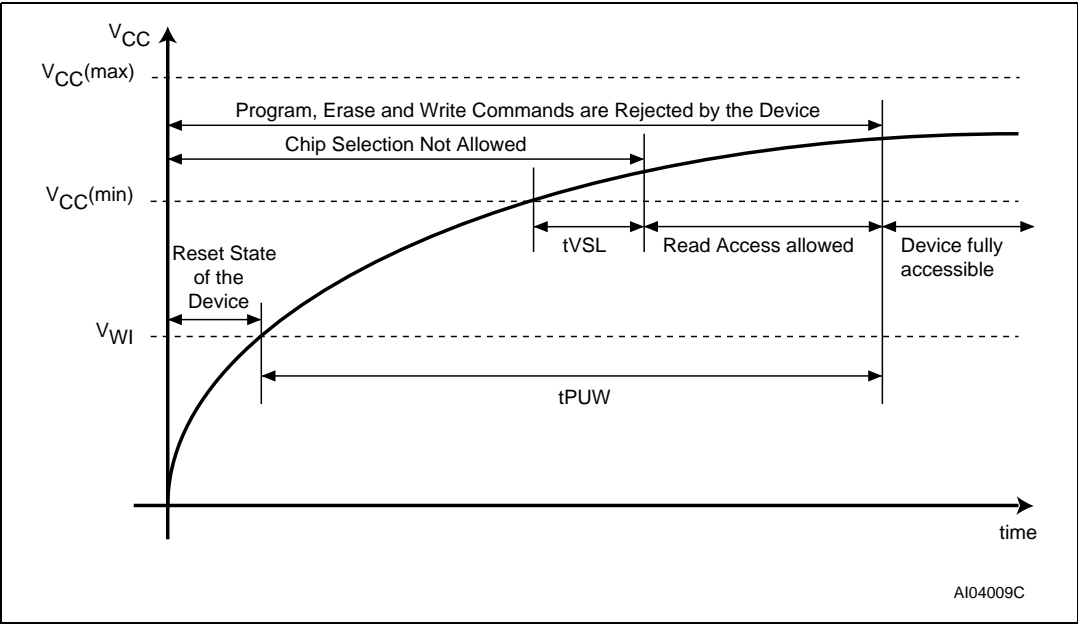 VCC
VCC(max)
Program, Erase and Write Commands are Rejected by the Device
Chip Selection Not Allowed
VCC(min)
tVSL
Read Access allowed
Device fully
accessible
Reset State
of the
Device
VWI
tPUW
time
AI04009C